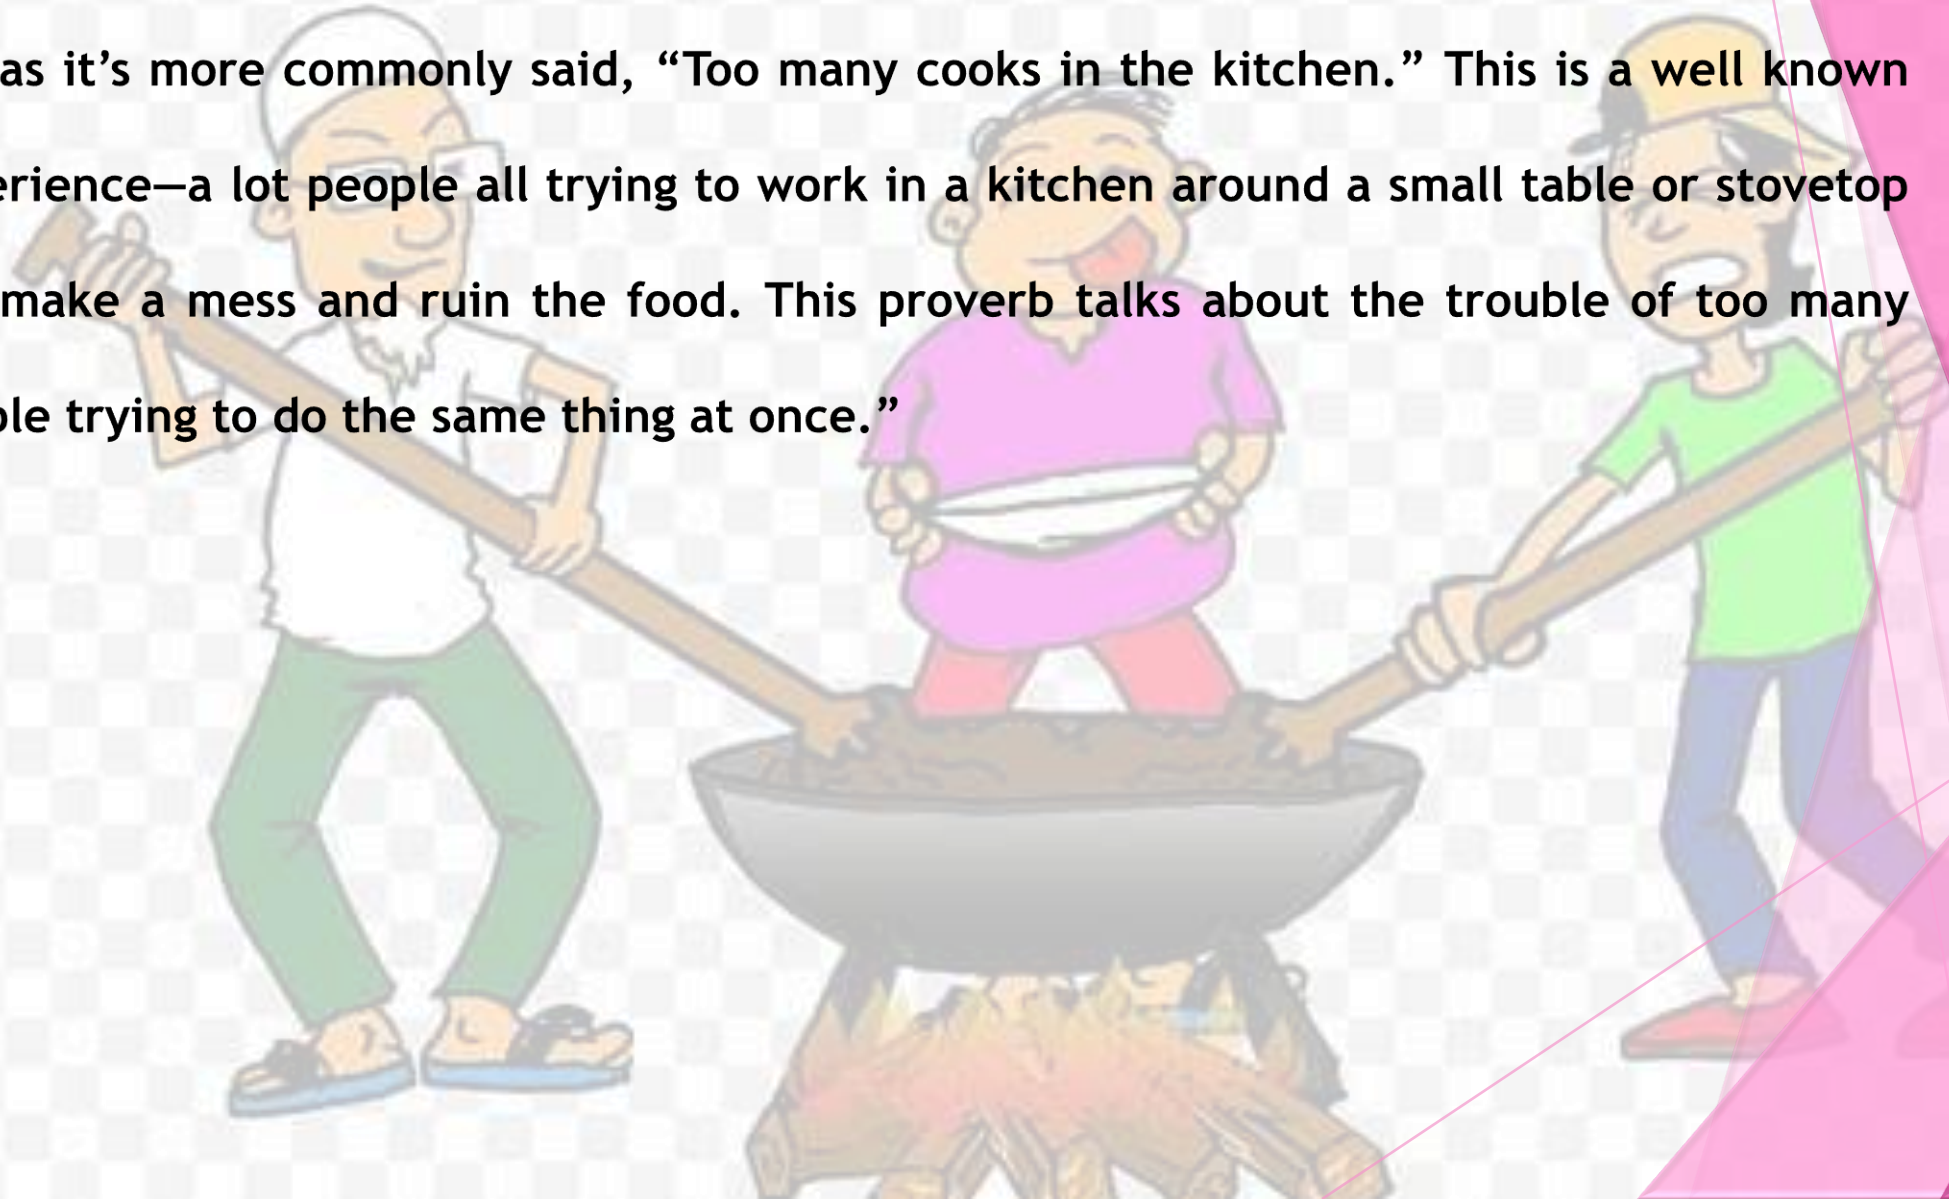 as it’s more commonly said, “Too many cooks in the kitchen.” This is a well known
erience—a lot people all trying to work in a kitchen around a small table or stovetop
make a mess and ruin the food. This proverb talks about the trouble of too many
ple trying to do the same thing at once.”